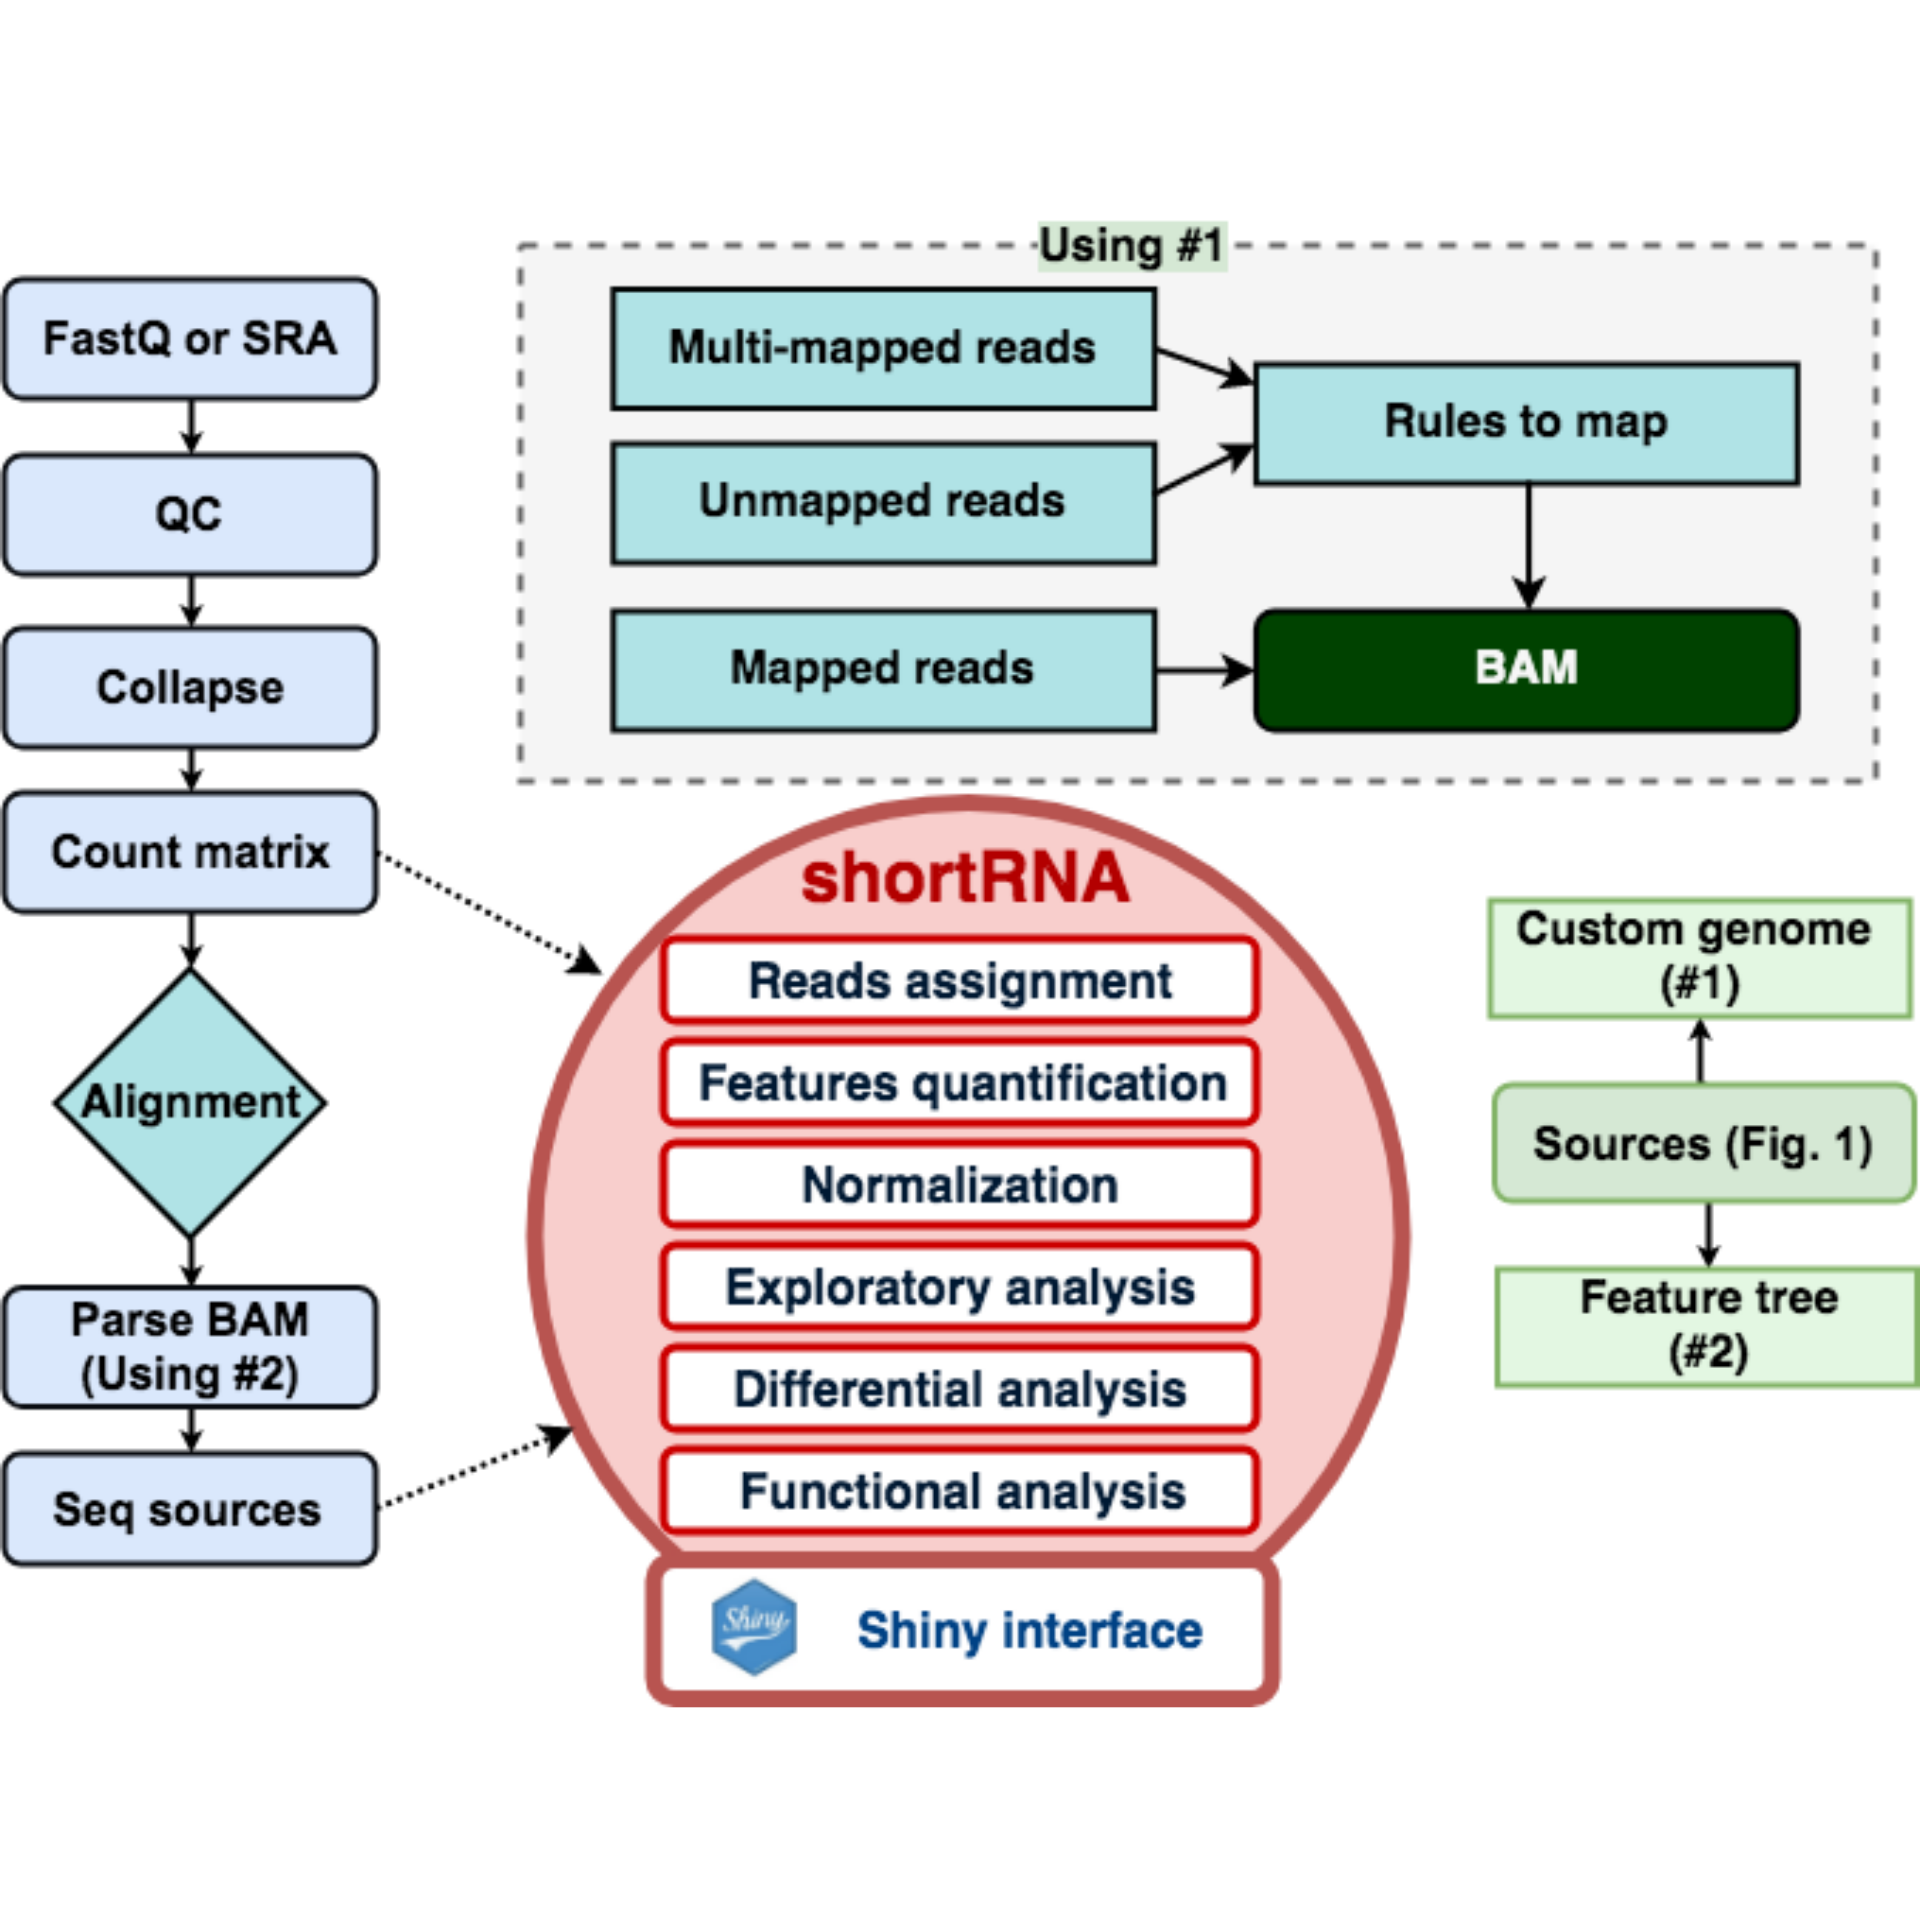 FastQ or SRA
QC
Collapse
Count matrix
Alignment
Parse BAM
(Using #2)
Seq sources
Using #1
Multi-mapped reads
Unmapped reads
Mapped reads
Rules to map
BAM
shortRNA
Reads assignment
Features quantification
Normalization
Exploratory analysis
Differential analysis
Functional analysis
Shiny
Shiny interface
Custom genome
(#1)
Sources (Fig. 1)
Feature tree
(#2)